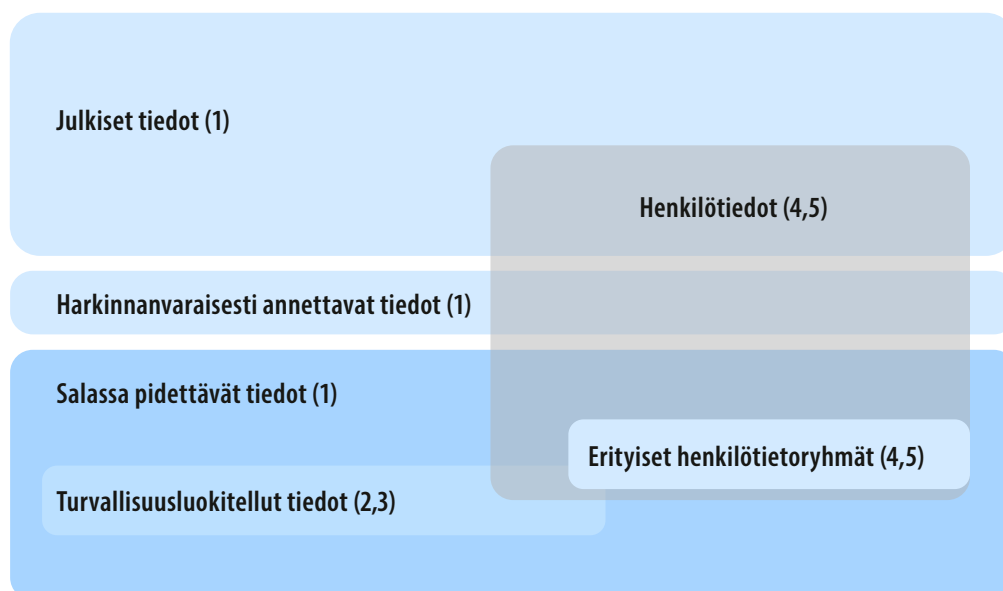 Julkiset tiedot (1)
Henkilötiedot (4,5)
Harkinnanvaraisesti annettavat tiedot (1)
Salassa pidettävät tiedot (1)
Erityiset henkilötietoryhmät (4,5)
Turvallisuusluokitellut tiedot (2,3)